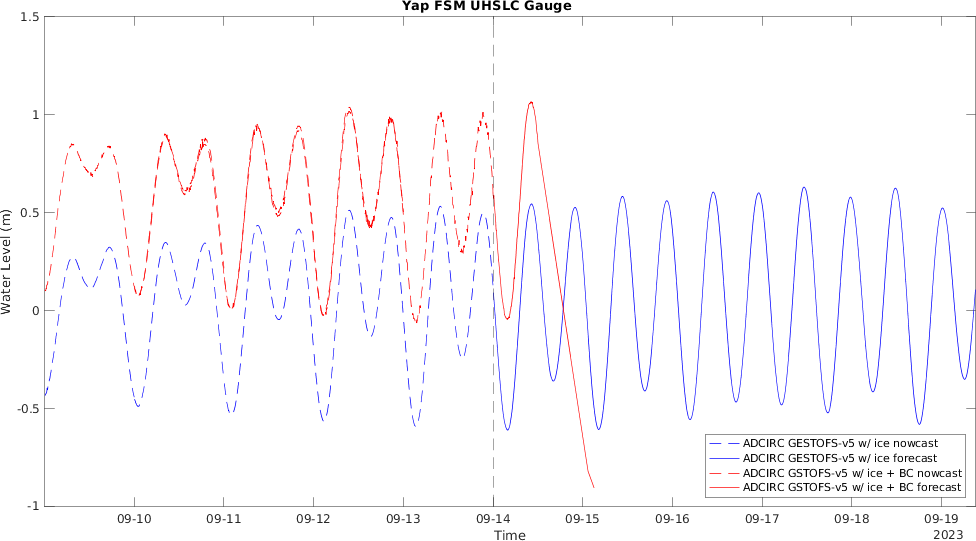 Yap FSM UHSLC Gauge
1.5
1
0.5
0
-0.5
-1
Water Level (m)
ADCIRC GESTOFS-v5 w/ ice nowcast
ADCIRC GESTOFS-v5 w/ ice forecast
ADCIRC GSTOFS-v5 w/ ice + BC nowcast
ADCIRC GSTOFS-v5 w/ ice + BC forecast
09-10 09-11 09-12 09-13 09-14 09-15 09-16 09-17 09-18 09-19
2023
Time